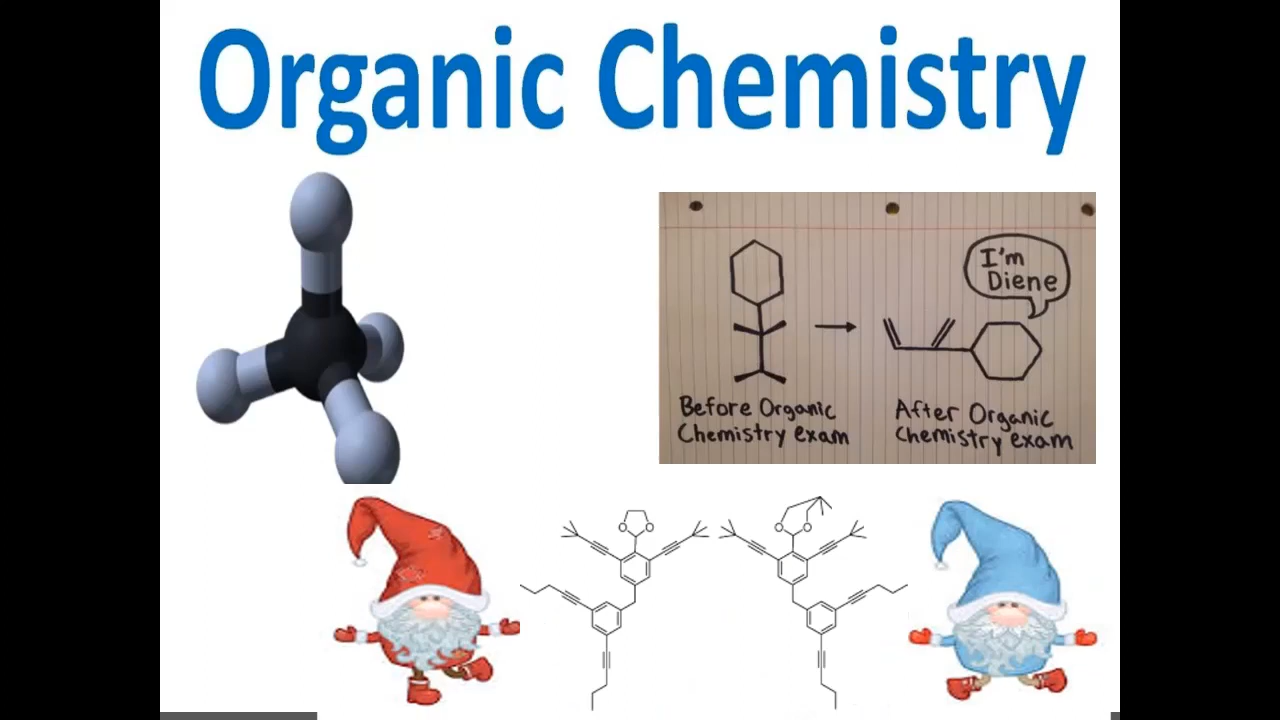 Organic Chemistry
I'm
Diene
Before Organic
Chemistry exam
After Organic
Chemistry exam
O O
O O